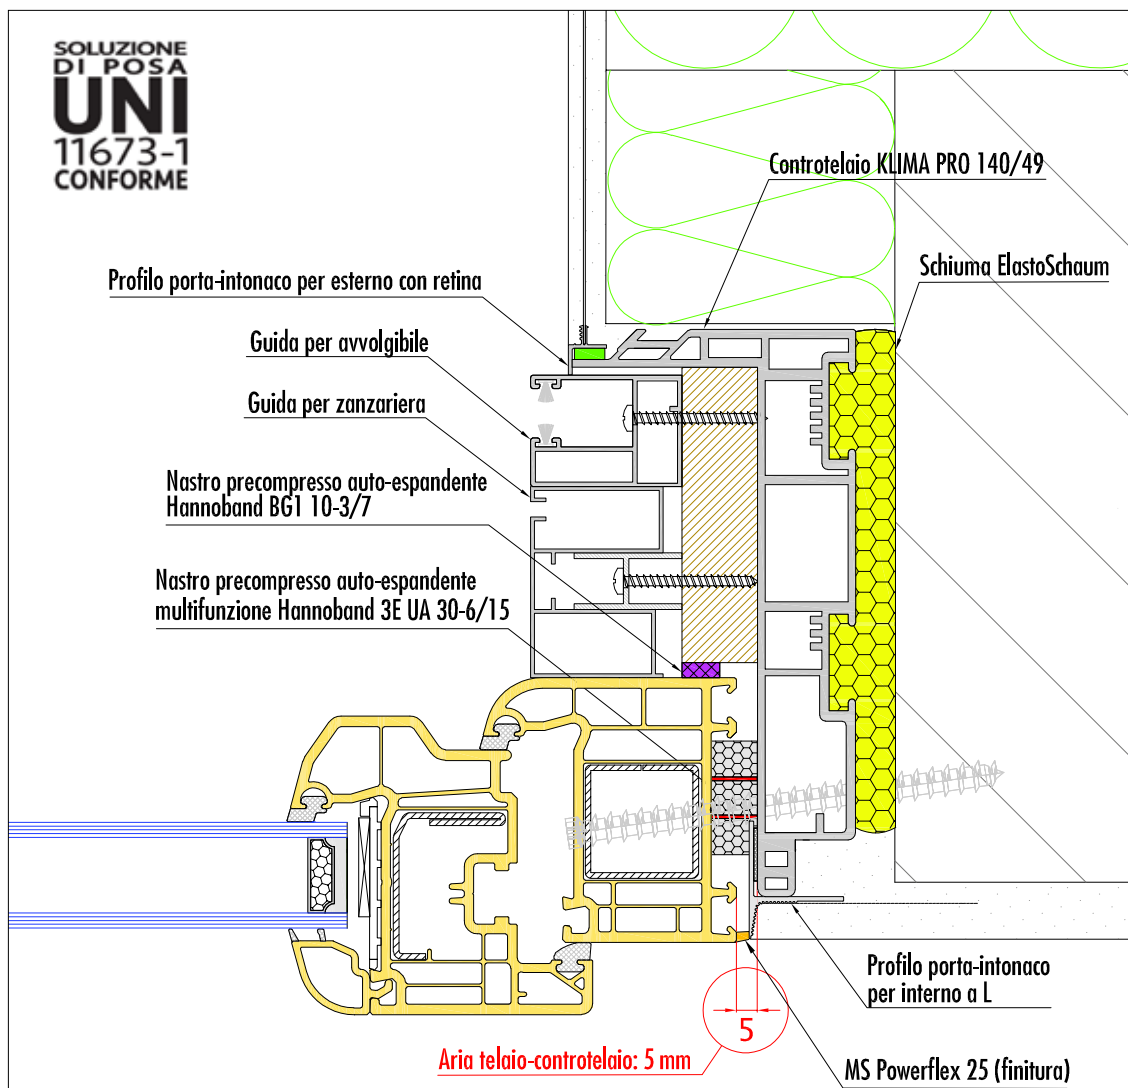 SOLUZIONE
DI POSA
UNI
11673-1
CONFORME
Controtelaio KLIMA PRO 140/49
Schiuma ElastoSchaum
Profilo porta-intonaco per esterno con retina
Guida per avvolgibile
Guida per zanzariera
Nastro precompresso auto-espandente
Hannoband BG1 10-3/7
Nastro precompresso auto-espandente
multifunzione Hannoband 3E UA 30-6/15
Profilo porta-intonaco
per interno a L
5
Aria telaio-controtelaio: 5 mm
MS Powerflex 25 (finitura)